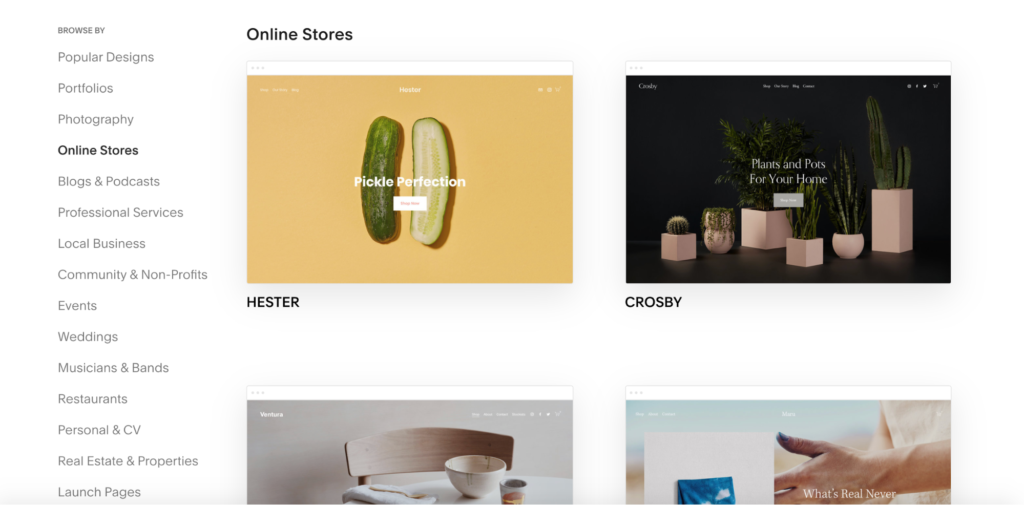 BROWSE BY
Popular Designs
Portfolios
Photography
Online Stores
Blogs & Podcasts
Professional Services
Local Business
Community & Non-Profits
Events
Weddings
Musicians & Bands
Restaurants
Personal & CV
Real Estate & Properties
Launch Pages
Online Stores
Hester
Pickle Perfection
Shop Now
HESTER
Crosby
Shop Our Story Blog Contact
Plants and Pots
For Your Home
Shop Now
CROSBY
Ventura
What's Real Never